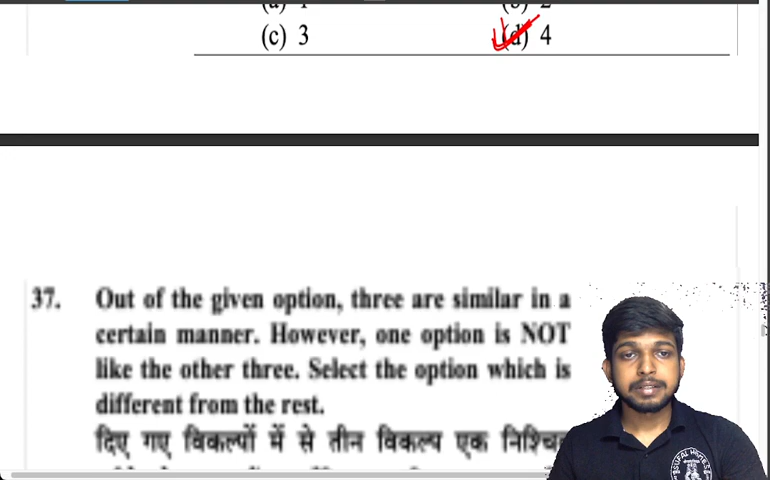 (c) 3 (d) 4
37. Out of the given option, three are similar in a
certain manner. However, one option is NOT
like the other three. Select the option which is
different from the rest.
दिए गए विकल्पों में से तीन विकल्प एक